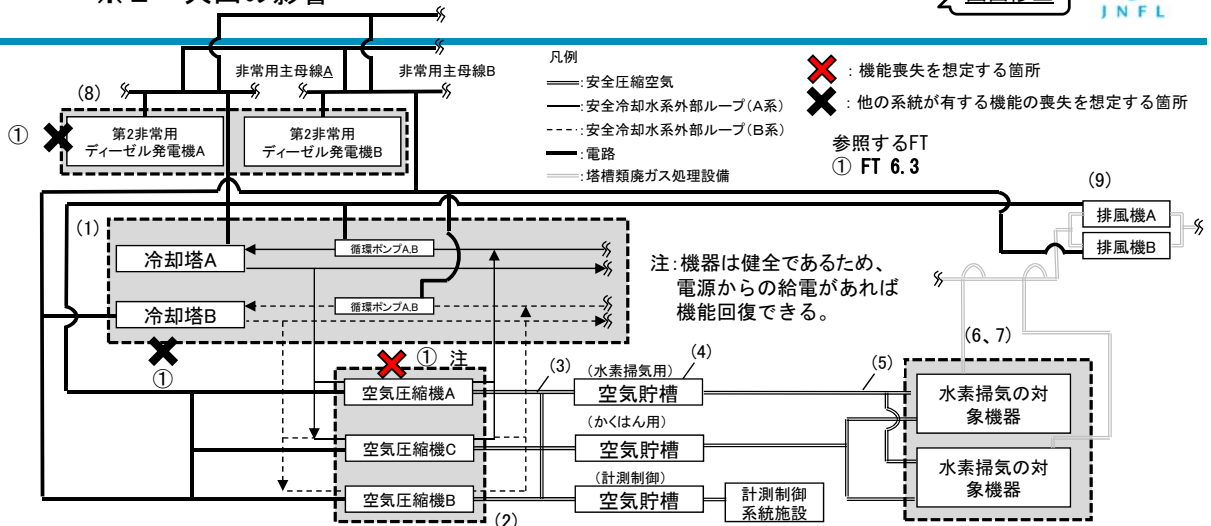 JNFL
非常用主母線A
非常用主母線B
(8)
①
第2非常用
ディーゼル発電機A
第2非常用
ディーゼル発電機B
凡例
:安全圧縮空気
:安全冷却水系外部ループ(A系)
:安全冷却水系外部ループ(B系)
:電路
:塔槽類廃ガス処理設備
:機能喪失を想定する箇所
:他の系統が有する機能の喪失を想定する箇所
参照するFT
① FT 6.3
(9)
排風機A
排風機B
(1)
冷却塔A
循環ポンプA,B
冷却塔B
循環ポンプA,B
①
注:機器は健全であるため、
電源からの給電があれば
機能回復できる。
① 注
空気圧縮機A
空気圧縮機C
空気圧縮機B
(2)
(3)
(水素掃気用)
(4)
空気貯槽
(かくはん用)
空気貯槽
(計測制御)
空気貯槽
計測制御
系統施設
(5)
(6、7)
水素掃気の対
象機器
水素掃気の対
象機器